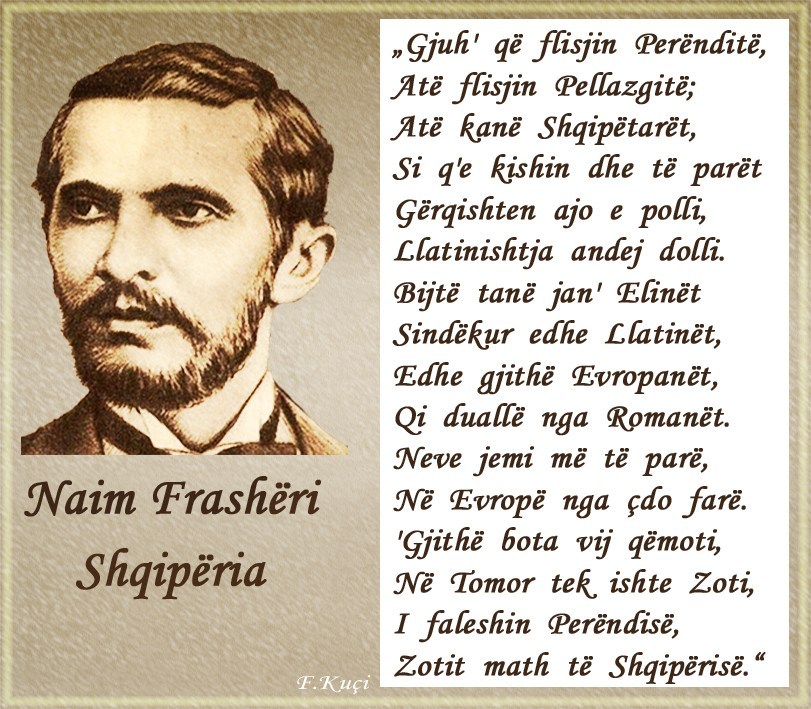 „Gjuh' që flisjin Perënditë,
Atë flisjin Pellazgitë;
Atë kanë Shqipëtarët,
Si q'e kishin dhe të parët
Gërqishten ajo e polli,
Llatinishtja andej dolli.
Bijtë tanë jan' Elinët
Sindëkur edhe Llatinët,
Edhe gjithë Evropanët,
Qi duallë nga Romanët.
Neve jemi më të parë,
Në Evropë nga çdo farë.
'Gjithë bota vij qëmoti,
Në Tomor tek ishte Zoti,
I faleshin Perëndisë,
Zotit math të Shqipërisë.“
Naim Frashëri
Shqipëria
F.Kuçi